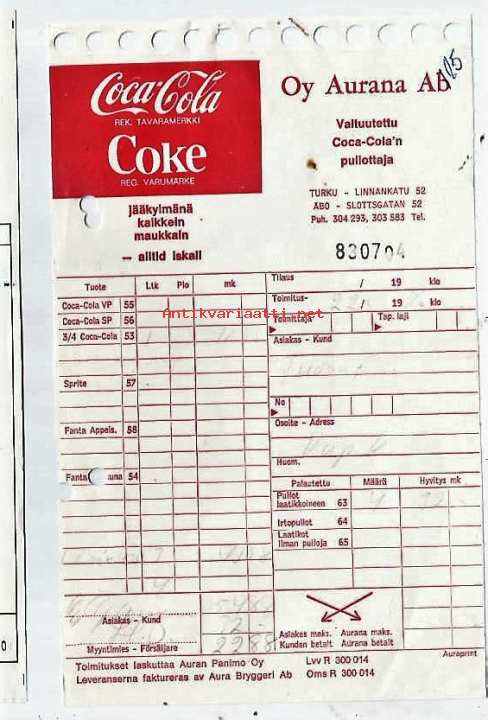 Coca-Cola
REK. TAVARAMERKKI
Coke
REG. VARUMÄRKE
jääkylmänä
kaikkein
maukkain
— alltid iskall
Oy Aurana Ab
185
Valtuutettu
Coca-Cola'n
pullottaja
TURKU - LINNANKATU 52
ÅBO - SLOTTSGATAN 52
Puh. 304 293, 303 583 Tel.
830704
Tuote Ltk Plo mk
Coca-Cola VP 55
Coca-Cola SP 56
3/4 Coca-Cola 53
Sprite 57
Fanta Appels. 58
Fanta 54
Tilaus / 19 klo
Toimitus- / 19 klo
Toimittaja Tap. laji
Asiakas - Kund
No
Osoite - Adress
Huom.
Palautettu Määrä Hyvitys mk
Pullot
laatikkoineen 63 4
Irtopullot 64
Laatikot
ilman pulloja 65
Asiakas - Kund
Myyntimies - Försäljare 2288
Asiakas maks. Aurana maks.
Kunden betalt Aurana betalt
Auraprint
Toimitukset laskuttaa Auran Panimo Oy Lvv R 300 014
Leveranserna faktureras av Aura Bryggeri Ab Oms R 300 014
Antikvariaatti.net